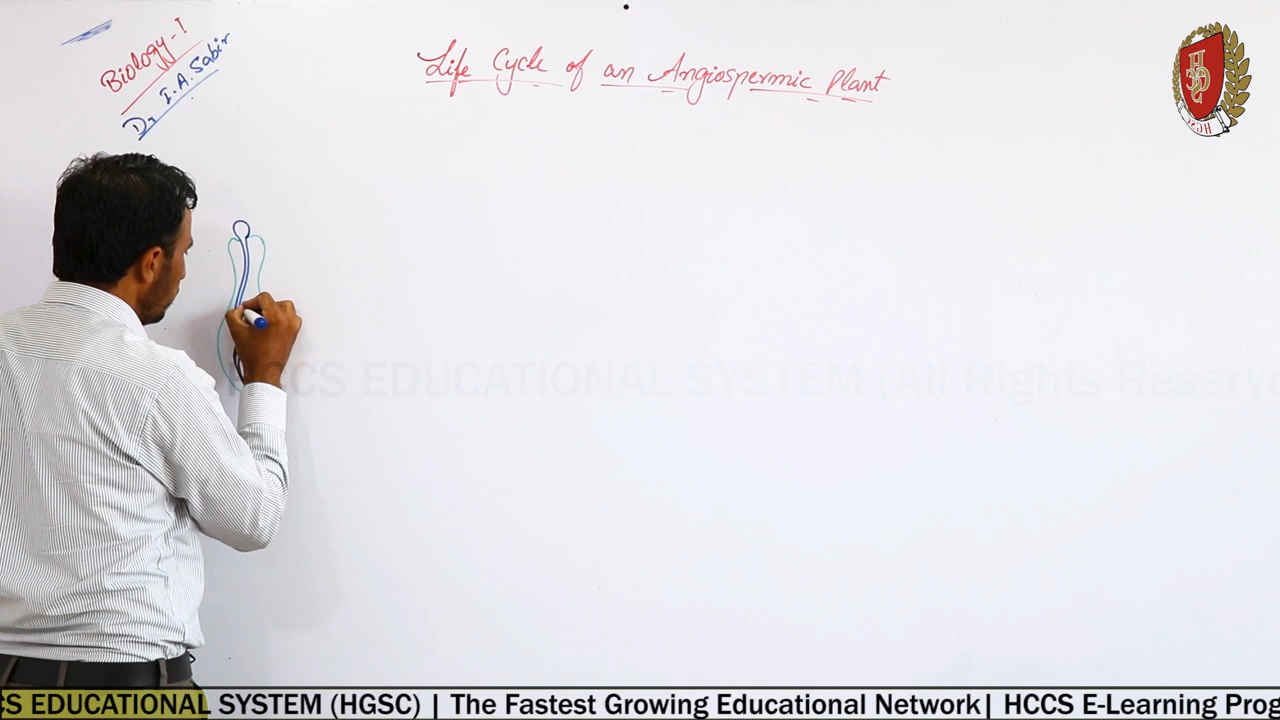 Biology-I
Dr I.A.Sabir
Life Cycle of an Angiospermic Plant
HCCS EDUCATIONAL SYSTEM (All Rights Reserve
CS EDUCATIONAL SYSTEM (HGSC) | The Fastest Growing Educational Network| HCCS E-Learning Prog